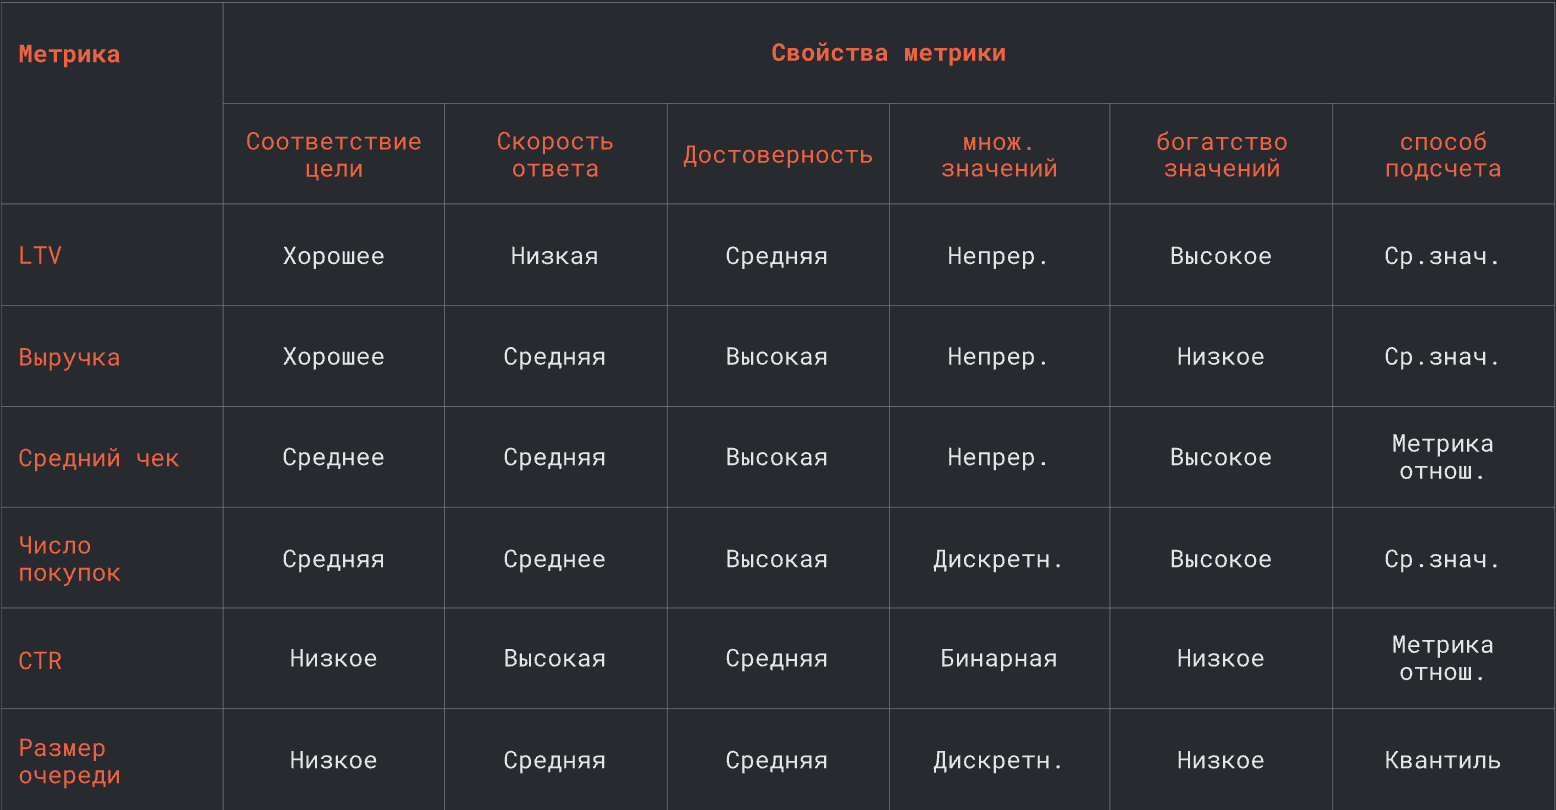 Метрика
Свойства метрики
Соответствие
цели
Скорость
ответа
Достоверность
множ.
значений
богатство
значений
способ
подсчета
LTV
Хорошее
Низкая
Средняя
Непрер.
Высокое
Ср.знач.
Выручка
Хорошее
Средняя
Высокая
Непрер.
Низкое
Ср.знач.
Средний чек
Среднее
Средняя
Высокая
Непрер.
Высокое
Метрика
отнош.
Число
покупок
Средняя
Среднее
Высокая
Дискретн.
Высокое
Ср.знач.
CTR
Низкое
Высокая
Средняя
Бинарная
Низкое
Метрика
отнош.
Размер
очереди
Низкое
Средняя
Средняя
Дискретн.
Низкое
Квантиль